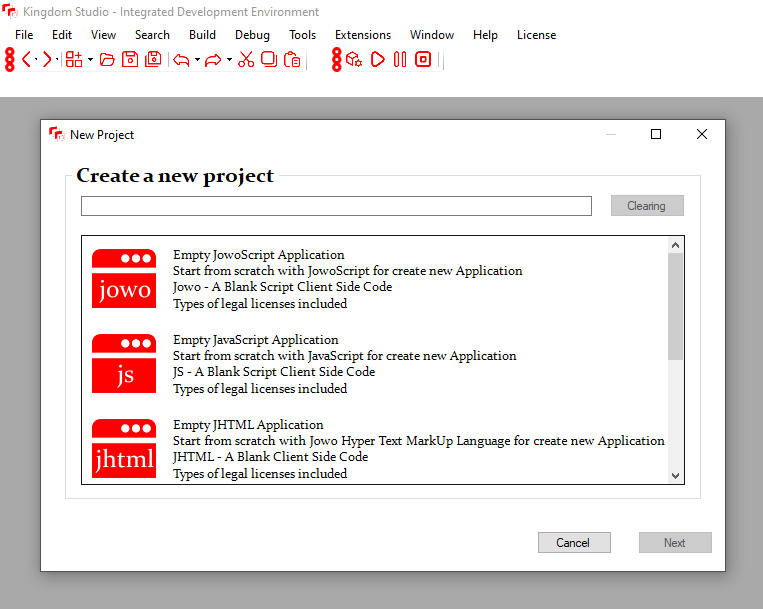 Kingdom Studio - Integrated Development Environment
File Edit View Search Build Debug Tools Extensions Window Help License
New Project
Create a new project
Clearing
jowo
Empty JowoScript Application
Start from scratch with JowoScript for create new Application
Jowo - A Blank Script Client Side Code
Types of legal licenses included
js
Empty JavaScript Application
Start from scratch with JavaScript for create new Application
JS - A Blank Script Client Side Code
Types of legal licenses included
jhtml
Empty JHTML Application
Start from scratch with Jowo Hyper Text MarkUp Language for create new Application
JHTML - A Blank Client Side Code
Types of legal licenses included
Cancel Next